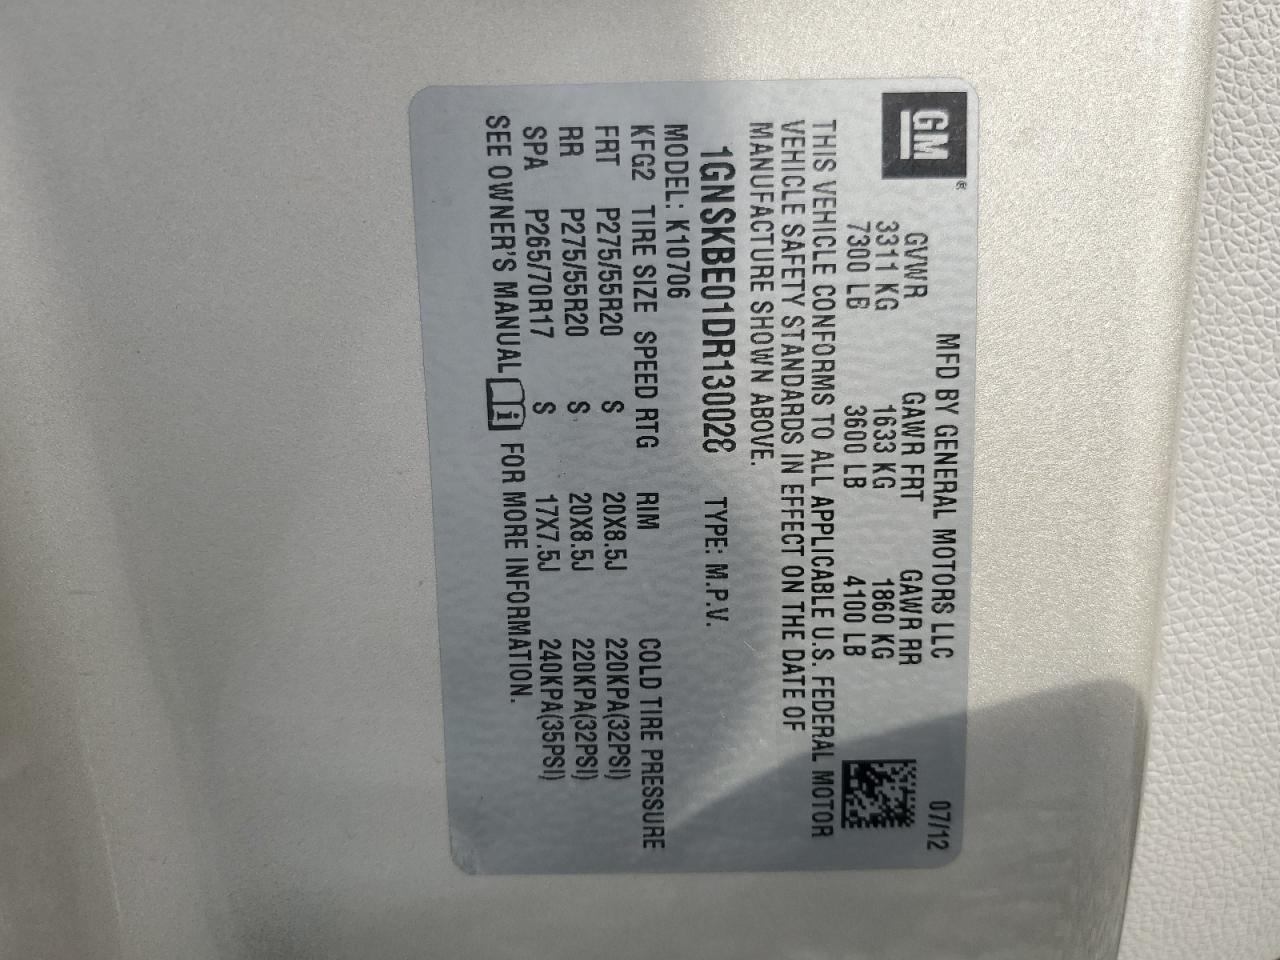 GM®
MFD BY GENERAL MOTORS LLC 07/12
GVWR GAWR FRT GAWR RR
3311 KG 1633 KG 1860 KG
7300 LB 3600 LB 4100 LB
THIS VEHICLE CONFORMS TO ALL APPLICABLE U.S. FEDERAL MOTOR
VEHICLE SAFETY STANDARDS IN EFFECT ON THE DATE OF
MANUFACTURE SHOWN ABOVE.
1GNSKBE01DR130028 TYPE: M.P.V.
MODEL: K10706
KFG2 TIRE SIZE SPEED RTG RIM COLD TIRE PRESSURE
FRT P275/55R20 S 20X8.5J 220KPA(32PSI)
RR P275/55R20 S 20X8.5J 220KPA(32PSI)
SPA P265/70R17 S 17X7.5J 240KPA(35PSI)
SEE OWNER'S MANUAL i FOR MORE INFORMATION.